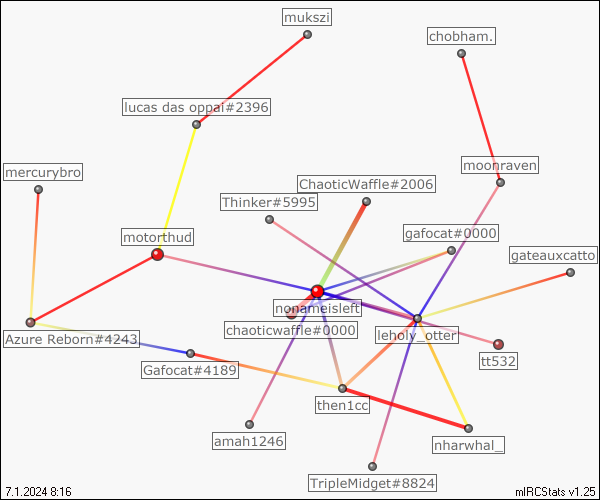 mukszi
chobham.
lucas das oppai#2396
moonraven
mercurybro
ChaoticWaffle#2006
Thinker#5995
gafocat#0000
motorthud
gateauxcatto
nonamesleft
chaoticwaffle#0000
leholy_otter
Azure Reborn#4243
tt532
Gafocat#4189
then1cc
amah1246
nharwhal_
TripleMidget#8824
7.1.2024 8:16
mIRCStats v1.25